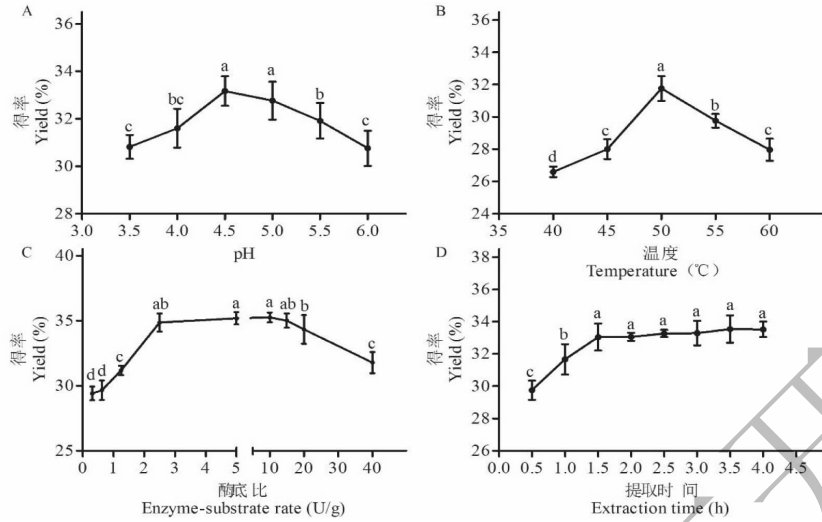 A
得率
Yield (%)
36
33
32
30
28
c
bc
a
a
b
c
3.0
3.5
4.0
4.5
5.0
5.5
6.0
pH
B
得率
Yield (%)
36
34
32
30
28
26
24
d
c
a
b
c
35
40
45
50
55
60
温度
Temperature（℃）
C
得率
Yield (%)
40
35
30
25
d
d
c
ab
a
a
ab
b
c
0
1
2
3
4
5
10
20
30
40
酶底比
Enzyme-substrate rate (U/g)
D
得率
Yield (%)
36
34
32
30
28
26
c
b
a
a
a
a
a
a
0
0.5
1.0
1.5
2.0
2.5
3.0
3.5
4.0
4.5
提取时 间
Extraction time (h)